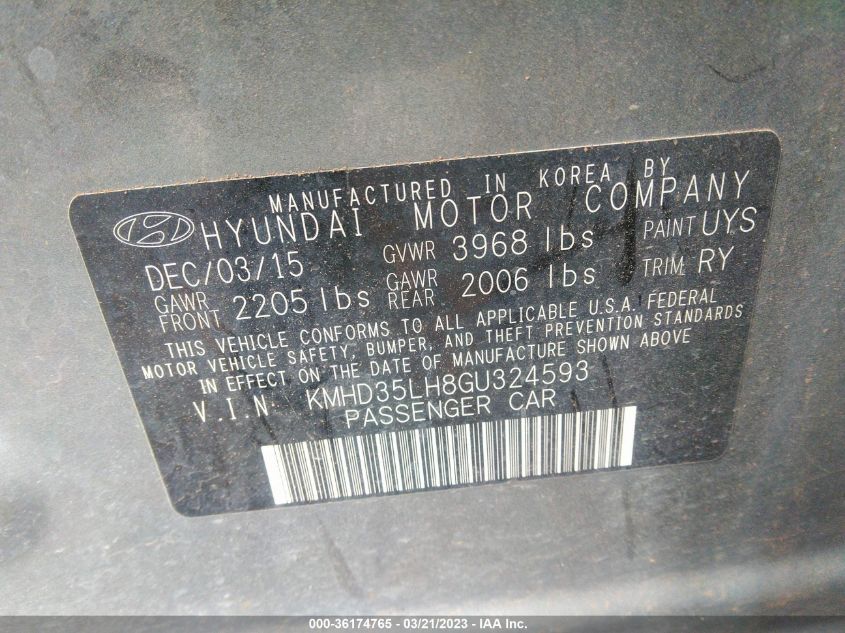 MANUFACTURED IN KOREA BY
HYUNDAI MOTOR COMPANY
DEC/03/15 GVWR 3968 lbs PAINT UYS
GAWR FRONT 2205 lbs GAWR REAR 2006 lbs TRIM RY
THIS VEHICLE CONFORMS TO ALL APPLICABLE U.S.A. FEDERAL
MOTOR VEHICLE SAFETY, BUMPER, AND THEFT PREVENTION STANDARDS
IN EFFECT ON THE DATE OF MANUFACTURE SHOWN ABOVE
V.I.N. KMHD35LH8GU324593
PASSENGER CAR
000-36174765 - 03/21/2023 - IAA Inc.